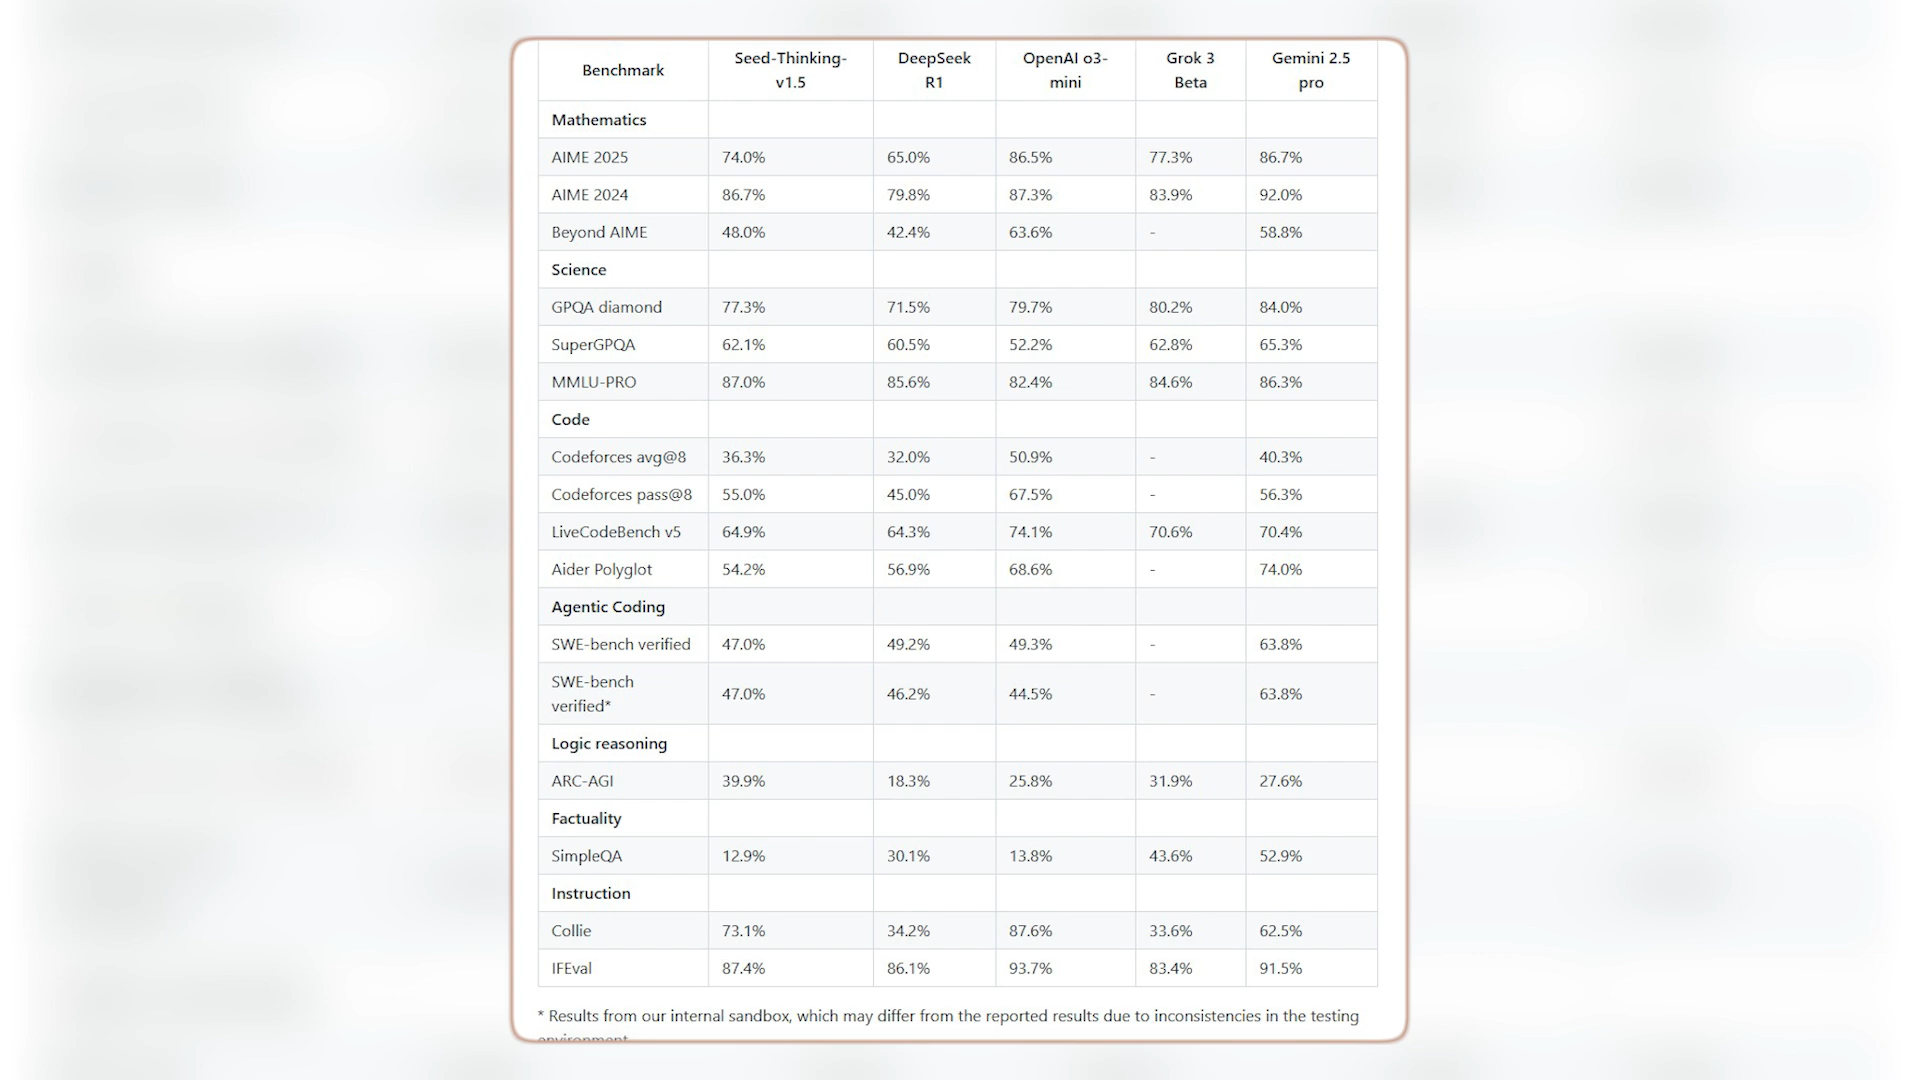 Benchmark Seed-Thinking-v1.5 DeepSeek R1 OpenAI o3-mini Grok 3 Beta Gemini 2.5 pro
Mathematics
AIME 2025 74.0% 65.0% 86.5% 77.3% 86.7%
AIME 2024 86.7% 79.8% 87.3% 83.9% 92.0%
Beyond AIME 48.0% 42.4% 63.6% - 58.8%
Science
GPQA diamond 77.3% 71.5% 79.7% 80.2% 84.0%
SuperGPQA 62.1% 60.5% 52.2% 62.8% 65.3%
MMLU-PRO 87.0% 85.6% 82.4% 84.6% 86.3%
Code
Codeforces avg@8 36.3% 32.0% 50.9% - 40.3%
Codeforces pass@8 55.0% 45.0% 67.5% - 56.3%
LiveCodeBench v5 64.9% 64.3% 74.1% 70.6% 70.4%
Aider Polyglot 54.2% 56.9% 68.6% - 74.0%
Agentic Coding
SWE-bench verified 47.0% 49.2% 49.3% - 63.8%
SWE-bench verified* 47.0% 46.2% 44.5% - 63.8%
Logic reasoning
ARC-AGI 39.9% 18.3% 25.8% 31.9% 27.6%
Factuality
SimpleQA 12.9% 30.1% 13.8% 43.6% 52.9%
Instruction
Collie 73.1% 34.2% 87.6% 33.6% 62.5%
IFEval 87.4% 86.1% 93.7% 83.4% 91.5%
* Results from our internal sandbox, which may differ from the reported results due to inconsistencies in the testing
environment